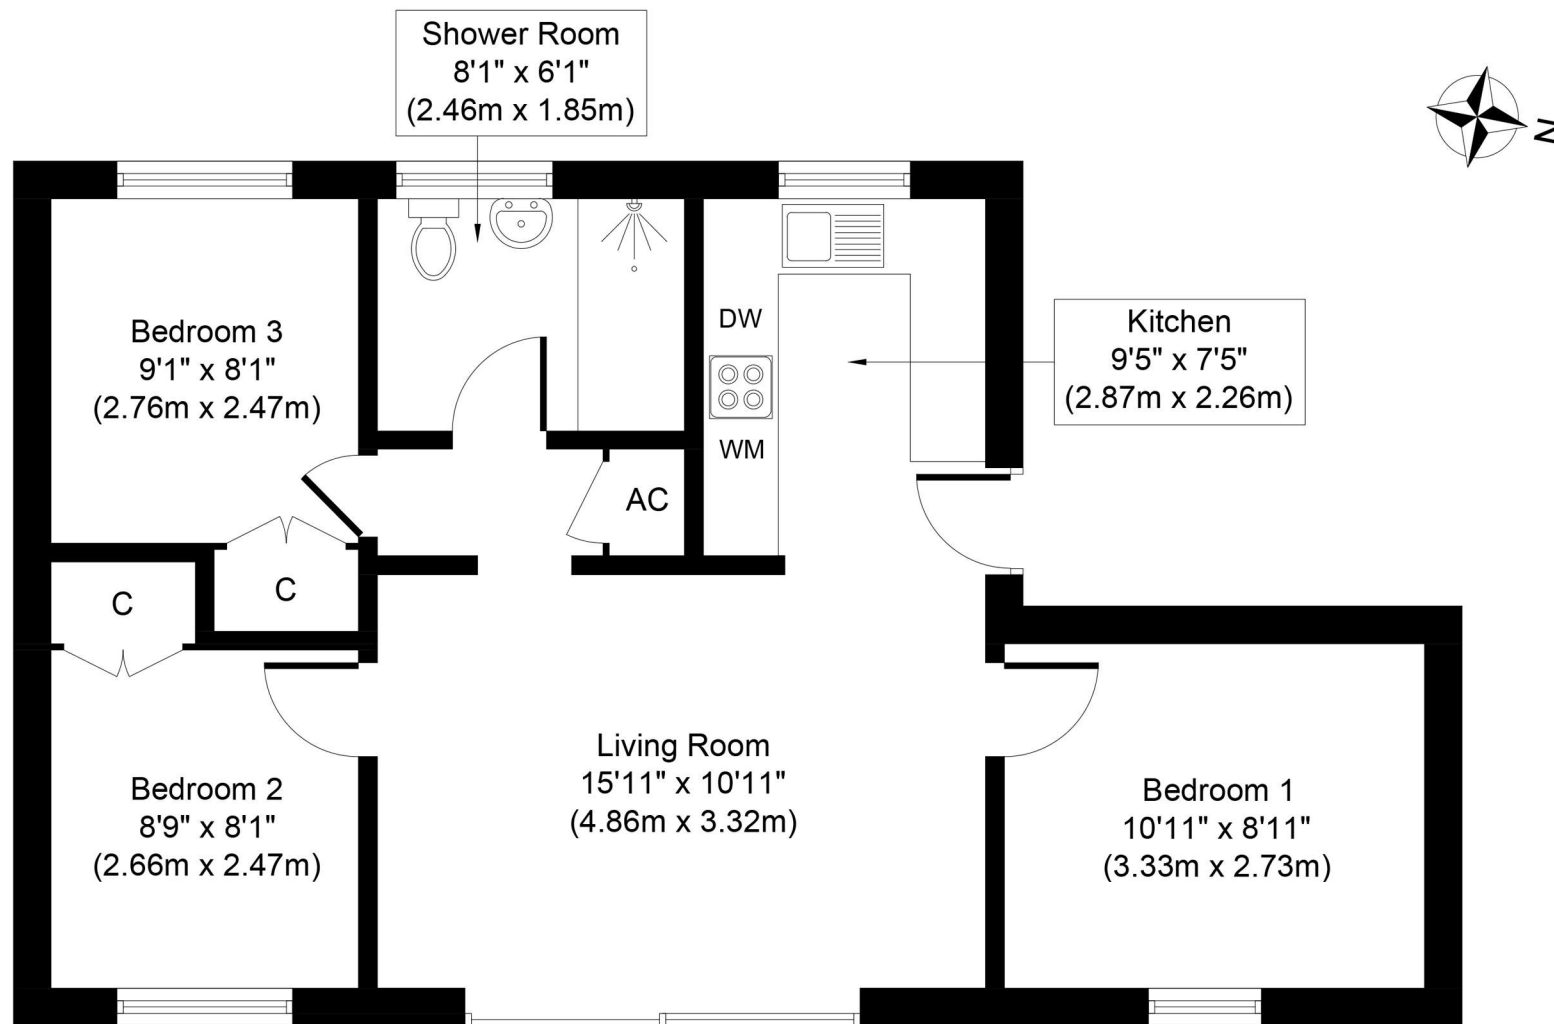 Shower Room
8'1" x 6'1"
(2.46m x 1.85m)
N
Bedroom 3
9'1" x 8'1"
(2.76m x 2.47m)
DW
WM
Kitchen
9'5" x 7'5"
(2.87m x 2.26m)
AC
C
C
Living Room
15'11" x 10'11"
(4.86m x 3.32m)
Bedroom 2
8'9" x 8'1"
(2.66m x 2.47m)
Bedroom 1
10'11" x 8'11"
(3.33m x 2.73m)